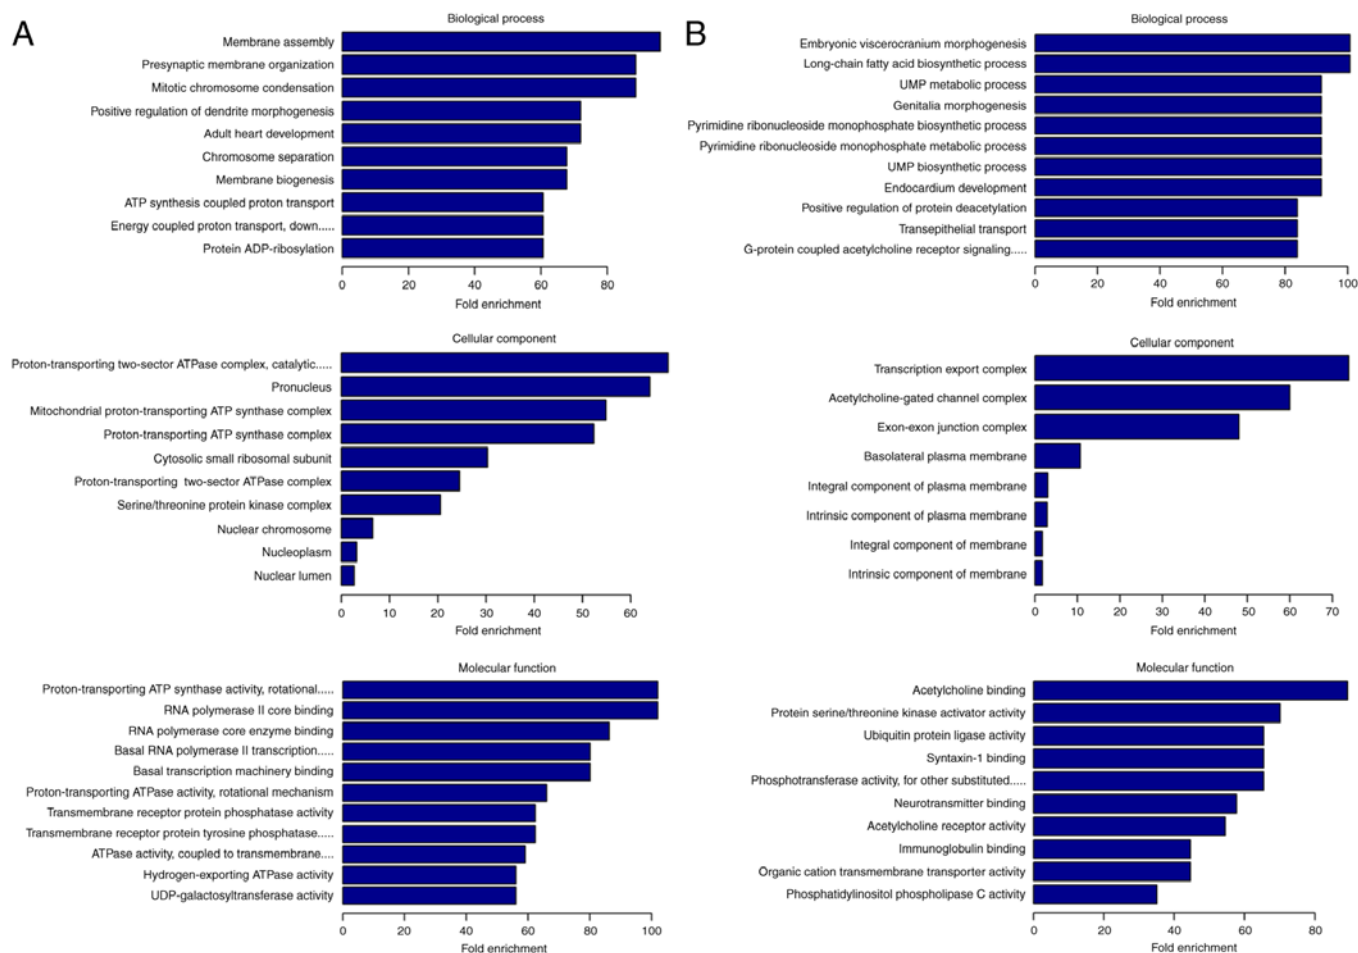 A
Biological process
Membrane assembly
Presynaptic membrane organization
Mitotic chromosome condensation
Positive regulation of dendrite morphogenesis
Adult heart development
Chromosome separation
Membrane biogenesis
ATP synthesis coupled proton transport
Energy coupled proton transport, down.....
Protein ADP-ribosylation
0 20 40 60 80
Fold enrichment
Cellular component
Proton-transporting two-sector ATPase complex, catalytic.....
Pronucleus
Mitochondrial proton-transporting ATP synthase complex
Proton-transporting ATP synthase complex
Cytosolic small ribosomal subunit
Proton-transporting two-sector ATPase complex
Serine/threonine protein kinase complex
Nuclear chromosome
Nucleoplasm
Nuclear lumen
0 10 20 30 40 50 60
Fold enrichment
Molecular function
Proton-transporting ATP synthase activity, rotational.....
RNA polymerase II core binding
RNA polymerase core enzyme binding
Basal RNA polymerase II transcription.....
Basal transcription machinery binding
Proton-transporting ATPase activity, rotational mechanism
Transmembrane receptor protein phosphatase activity
Transmembrane receptor protein tyrosine phosphatase.....
ATPase activity, coupled to transmembrane....
Hydrogen-exporting ATPase activity
UDP-galactosyltransferase activity
0 20 40 60 80 100
Fold enrichment
B
Biological process
Embryonic viscerocranium morphogenesis
Long-chain fatty acid biosynthetic process
UMP metabolic process
Genitalia morphogenesis
Pyrimidine ribonucleoside monophosphate biosynthetic process
Pyrimidine ribonucleoside monophosphate metabolic process
UMP biosynthetic process
Endocardium development
Positive regulation of protein deacetylation
Transepithelial transport
G-protein coupled acetylcholine receptor signaling.....
0 20 40 60 80 100
Fold enrichment
Cellular component
Transcription export complex
Acetylcholine-gated channel complex
Exon-exon junction complex
Basolateral plasma membrane
Integral component of plasma membrane
Intrinsic component of plasma membrane
Integral component of membrane
Intrinsic component of membrane
0 10 20 30 40 50 60 70
Fold enrichment
Molecular function
Acetylcholine binding
Protein serine/threonine kinase activator activity
Ubiquitin protein ligase activity
Syntaxin-1 binding
Phosphotransferase activity, for other substituted.....
Neurotransmitter binding
Acetylcholine receptor activity
Immunoglobulin binding
Organic cation transmembrane transporter activity
Phosphatidylinositol phospholipase C activity
0 20 40 60 80
Fold enrichment